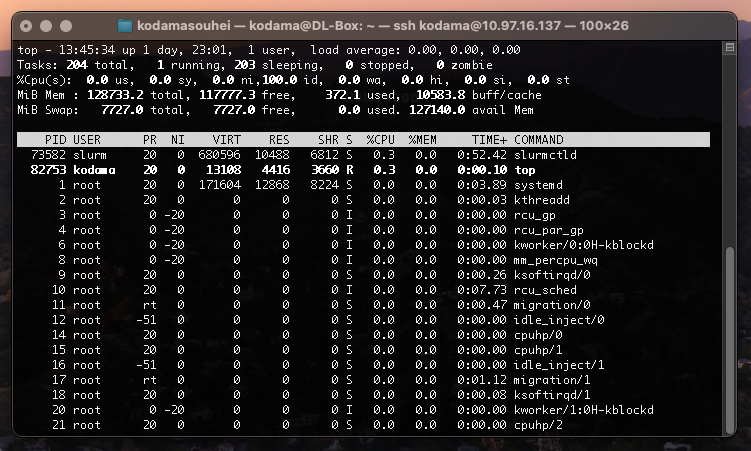 kodamasouhei — kodama@DL-Box: ~ — ssh kodama@10.97.16.137 — 100×26
top - 13:45:34 up 1 day, 23:01,  1 user,  load average: 0.00, 0.00, 0.00
Tasks: 204 total,   1 running, 203 sleeping,   0 stopped,   0 zombie
%Cpu(s):  0.0 us,  0.0 sy,  0.0 ni,100.0 id,  0.0 wa,  0.0 hi,  0.0 si,  0.0 st
MiB Mem : 128733.2 total, 117777.3 free,    372.1 used,  10583.8 buff/cache
MiB Swap:   7727.0 total,   7727.0 free,      0.0 used. 127140.0 avail Mem
PID USER PR NI VIRT RES SHR S %CPU %MEM TIME+ COMMAND
73582 slurm 20 0 680596 10488 6812 S 0.3 0.0 0:52.42 slurmctld
82753 kodama 20 0 13108 4416 3660 R 0.3 0.0 0:00.10 top
1 root 20 0 171604 12868 8224 S 0.0 0.0 0:03.89 systemd
2 root 20 0 0 0 0 S 0.0 0.0 0:00.03 kthreadd
3 root 0 -20 0 0 0 I 0.0 0.0 0:00.00 rcu_gp
4 root 0 -20 0 0 0 I 0.0 0.0 0:00.00 rcu_par_gp
6 root 0 -20 0 0 0 I 0.0 0.0 0:00.00 kworker/0:0H-kblockd
8 root 0 -20 0 0 0 I 0.0 0.0 0:00.00 mm_percpu_wq
9 root 20 0 0 0 0 S 0.0 0.0 0:00.26 ksoftirqd/0
10 root 20 0 0 0 0 I 0.0 0.0 0:07.73 rcu_sched
11 root rt 0 0 0 0 S 0.0 0.0 0:00.47 migration/0
12 root -51 0 0 0 0 S 0.0 0.0 0:00.00 idle_inject/0
14 root 20 0 0 0 0 S 0.0 0.0 0:00.00 cpuhp/0
15 root 20 0 0 0 0 S 0.0 0.0 0:00.00 cpuhp/1
16 root -51 0 0 0 0 S 0.0 0.0 0:00.00 idle_inject/1
17 root rt 0 0 0 0 S 0.0 0.0 0:01.12 migration/1
18 root 20 0 0 0 0 S 0.0 0.0 0:00.08 ksoftirqd/1
20 root 0 -20 0 0 0 I 0.0 0.0 0:00.00 kworker/1:0H-kblockd
21 root 20 0 0 0 0 S 0.0 0.0 0:00.00 cpuhp/2